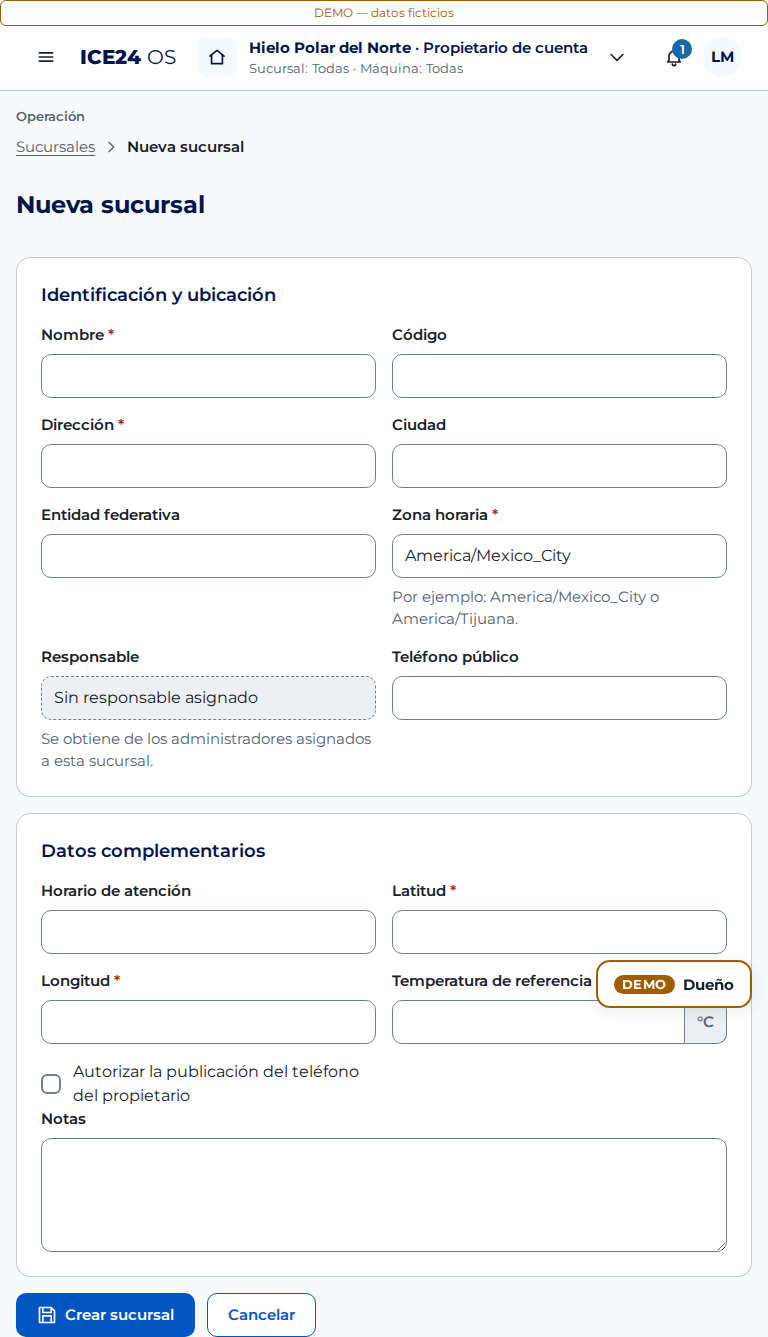 DEMO — datos ficticios
ICE24 OS
Hielo Polar del Norte · Propietario de cuenta
Sucursal: Todas · Máquina: Todas
1
LM
Operación
Sucursales > Nueva sucursal
Nueva sucursal
Identificación y ubicación
Nombre * Código
Dirección * Ciudad
Entidad federativa Zona horaria *
America/Mexico_City
Por ejemplo: America/Mexico_City o
America/Tijuana.
Responsable Teléfono público
Sin responsable asignado
Se obtiene de los administradores asignados
a esta sucursal.
Datos complementarios
Horario de atención Latitud *
Longitud * Temperatura de referencia
DEMO Dueño
°C
Autorizar la publicación del teléfono
del propietario
Notas
Crear sucursal Cancelar